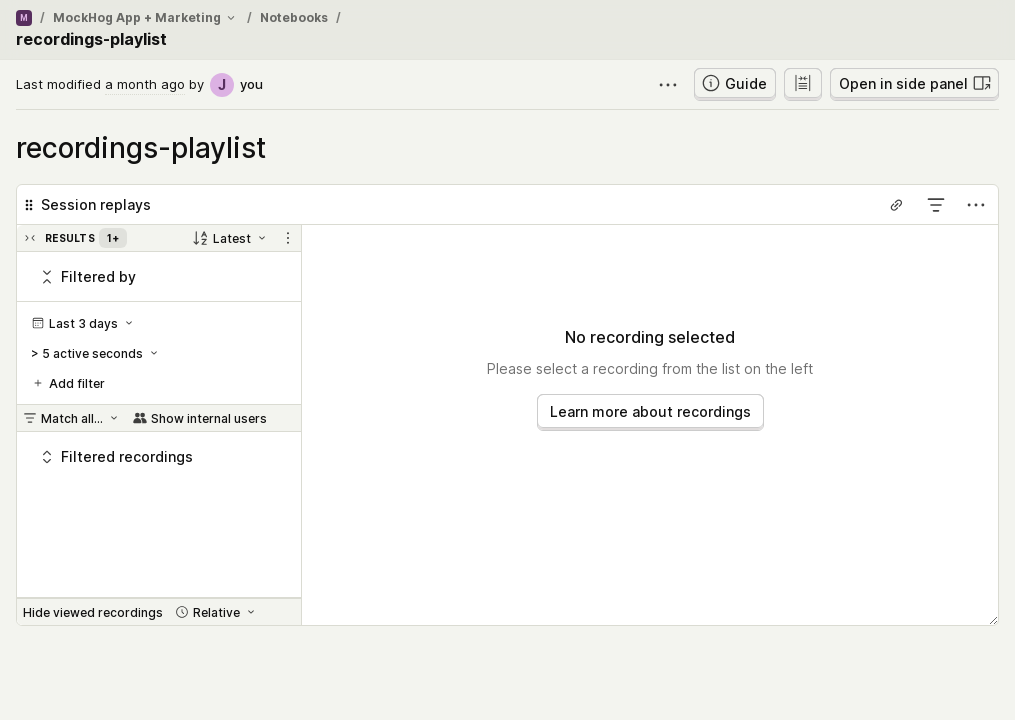 M / MockHog App + Marketing / Notebooks /
recordings-playlist
Last modified a month ago by J you
Guide
Open in side panel
recordings-playlist
Session replays
RESULTS 1+ Latest
Filtered by
Last 3 days
> 5 active seconds
+ Add filter
Match all... Show internal users
Filtered recordings
Hide viewed recordings Relative
No recording selected
Please select a recording from the list on the left
Learn more about recordings